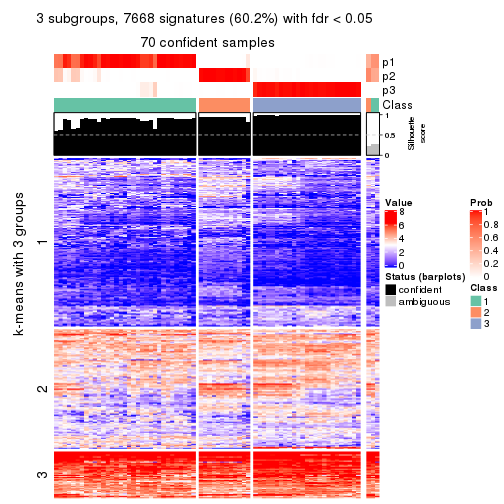 3 subgroups, 7668 signatures (60.2%) with fdr < 0.05
70 confident samples
p1
p2
p3
Class
1
0.5
0
Silhouette
score
k-means with 3 groups
1
2
3
Value
8
6
4
2
0
Status (barplots)
confident
ambiguous
Prob
1
0.8
0.6
0.4
0.2
0
Class
1
2
3